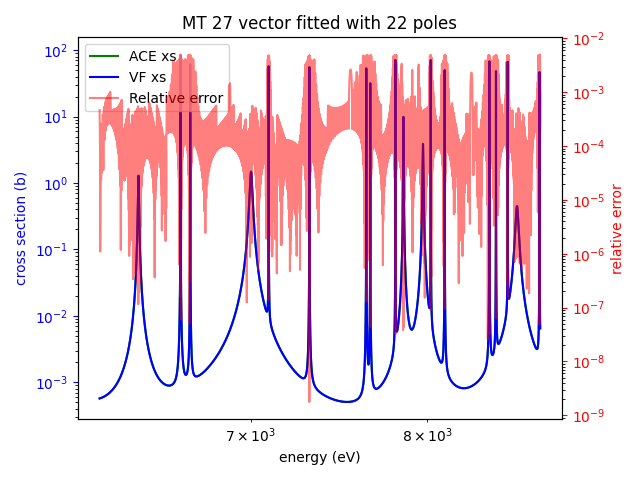 MT 27 vector fitted with 22 poles
ACE xs
VF xs
Relative error
cross section (b)
10^2
10^1
10^0
10^-1
10^-2
10^-3
relative error
10^-2
10^-3
10^-4
10^-5
10^-6
10^-7
10^-8
10^-9
7 × 10^3
8 × 10^3
energy (eV)